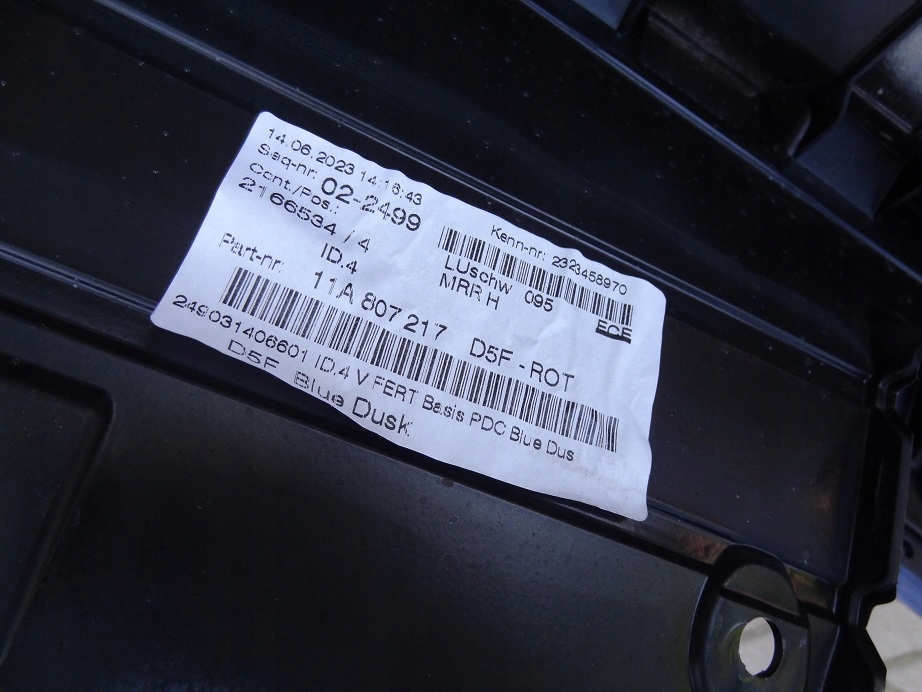 14.06.2023 14:16:43
Seq-nr: 02-2499
Cont./Pos.:
2166534 / 4
Kenn-nr: 2323458970
ID.4
LUschw 095
MRR H
ECE
Part-nr: 11A 807 217 D5F - ROT
249031406601 ID.4 V FERT Basis PDC Blue Dus
D5F Blue Dusk